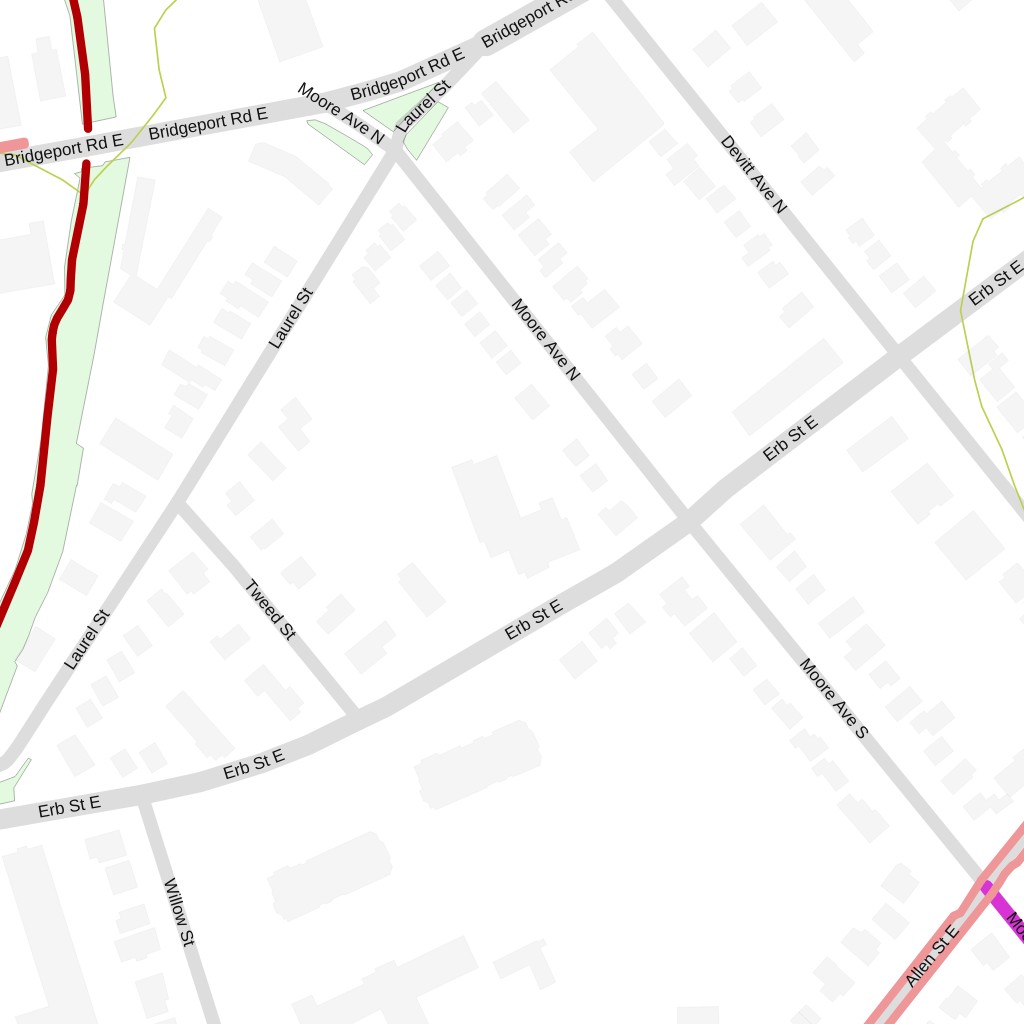 Bridgeport Rd E
Bridgeport Rd E
Moore Ave N
Laurel St
Bridgeport Rd E
Bridgeport Rd E
Devitt Ave N
Erb St E
Laurel St
Moore Ave N
Erb St E
Tweed St
Erb St E
Laurel St
Moore Ave S
Erb St E
Erb St E
Willow St
Allen St E